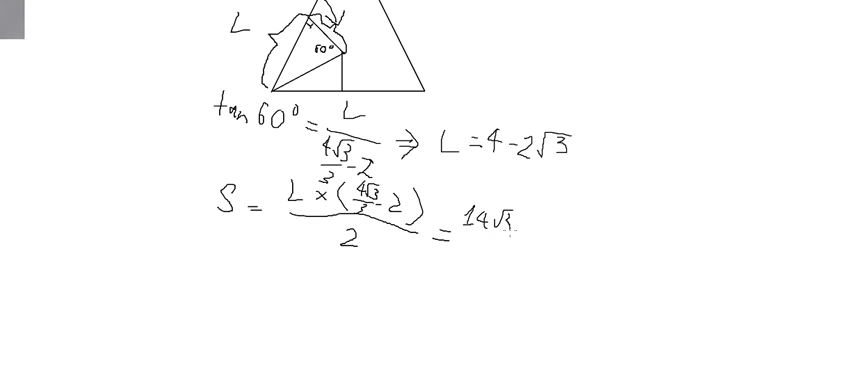 L
60°
tan 60° = L / (4√3/3 - 2) ⇒ L = 4 - 2√3
S = L × (4√3/3 - 2) / 2 = 14√3